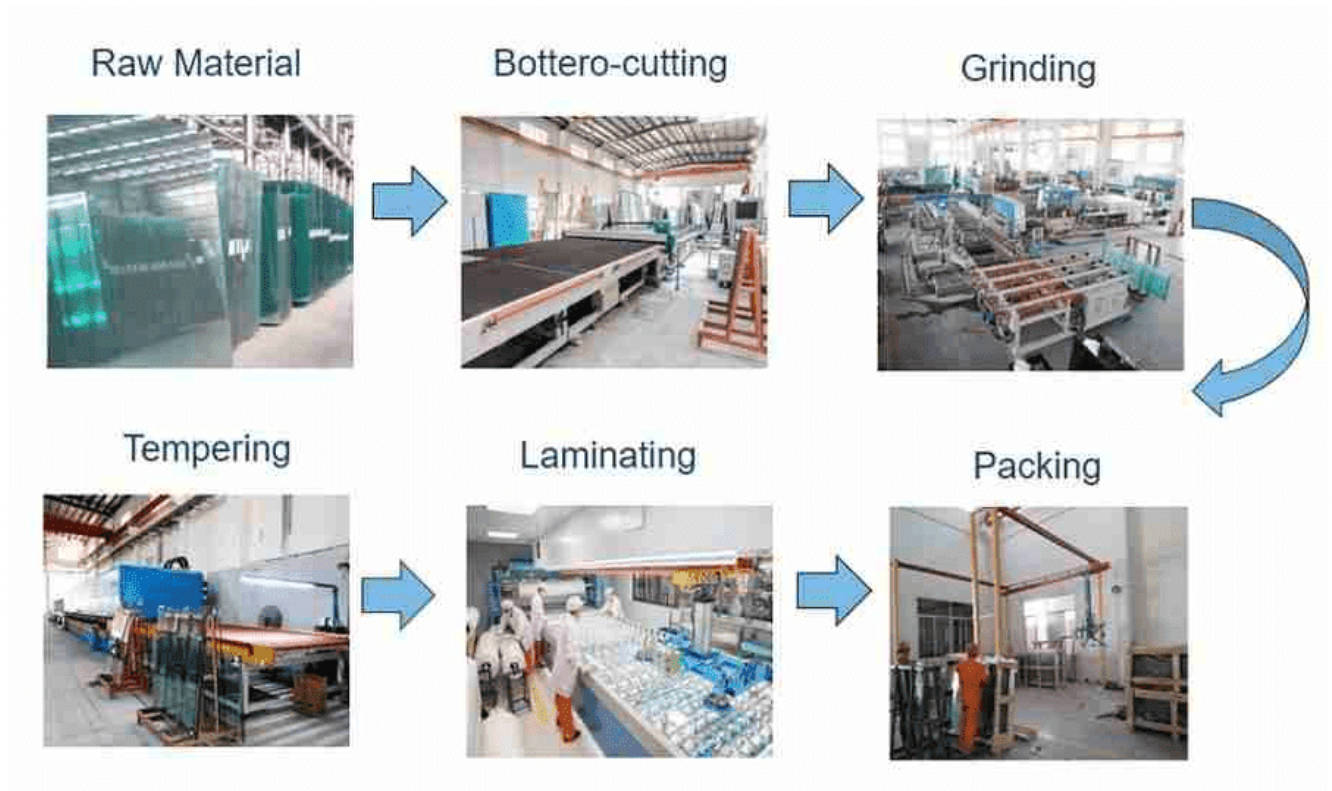 Raw Material
Bottero-cutting
Grinding
Tempering
Laminating
Packing